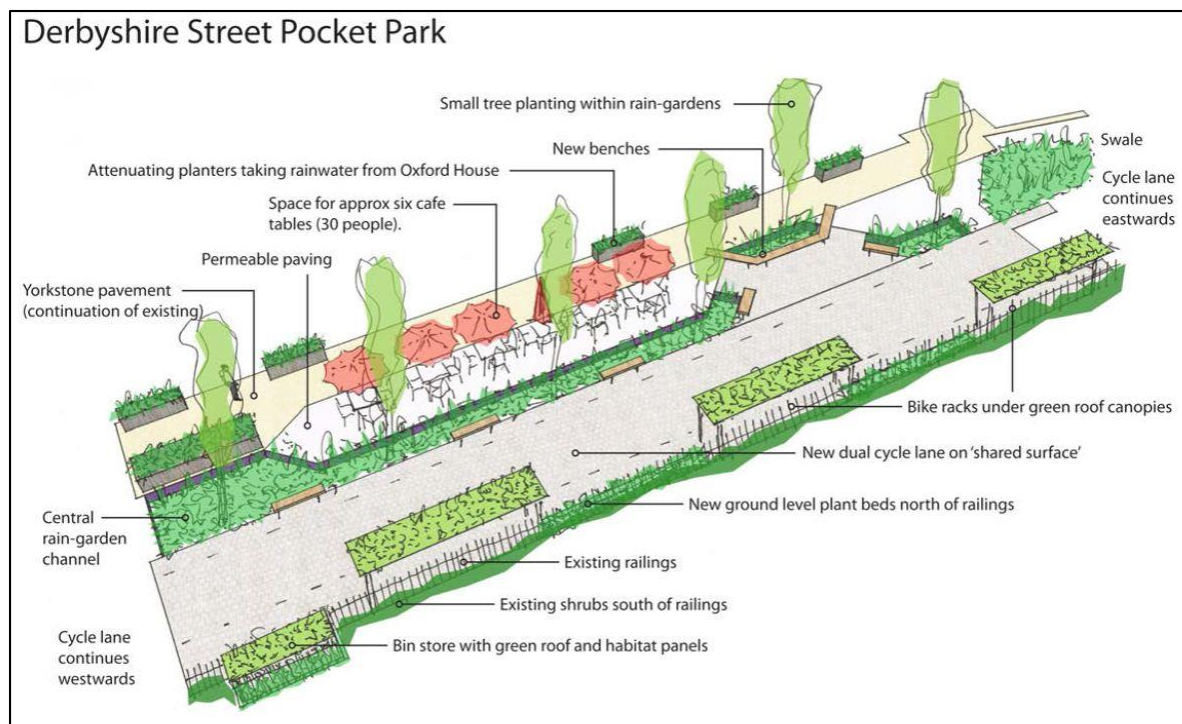 Derbyshire Street Pocket Park
Small tree planting within rain-gardens
New benches
Swale
Attenuating planters taking rainwater from Oxford House
Cycle lane
continues
eastwards
Space for approx six cafe
tables (30 people).
Permeable paving
Yorkstone pavement
(continuation of existing)
Bike racks under green roof canopies
New dual cycle lane on ‘shared surface’
New ground level plant beds north of railings
Central
rain-garden
channel
Existing railings
Existing shrubs south of railings
Cycle lane
continues
westwards
Bin store with green roof and habitat panels